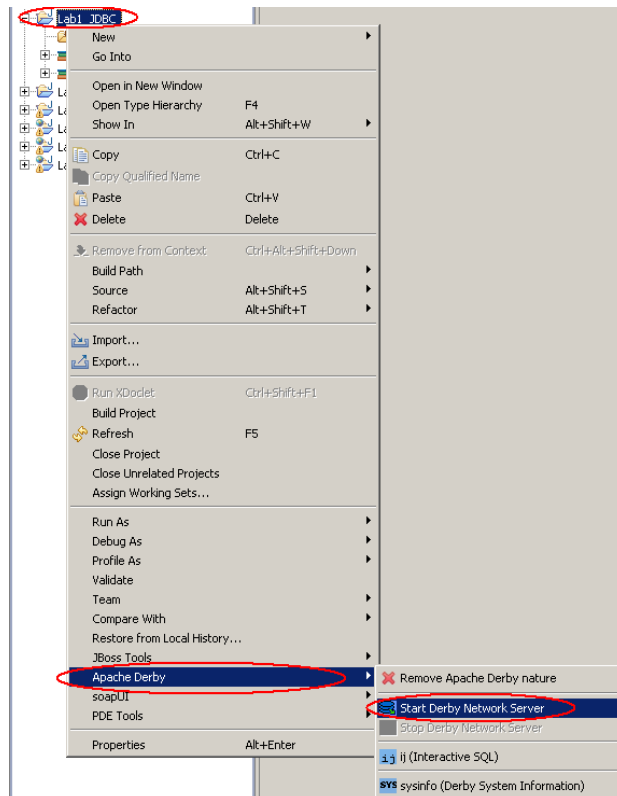 Lab1_JDBC
New
Go Into
Open in New Window
Open Type Hierarchy F4
Show In Alt+Shift+W
Copy Ctrl+C
Copy Qualified Name
Paste Ctrl+V
Delete Delete
Remove from Context Ctrl+Alt+Shift+Down
Build Path
Source Alt+Shift+S
Refactor Alt+Shift+T
Import...
Export...
Run XDoclet Ctrl+Shift+F1
Build Project
Refresh F5
Close Project
Close Unrelated Projects
Assign Working Sets...
Run As
Debug As
Profile As
Validate
Team
Compare With
Restore from Local History...
JBoss Tools
Apache Derby
soapUI
PDE Tools
Properties Alt+Enter
Remove Apache Derby nature
Start Derby Network Server
Stop Derby Network Server
ij ij (Interactive SQL)
SYS sysinfo (Derby System Information)